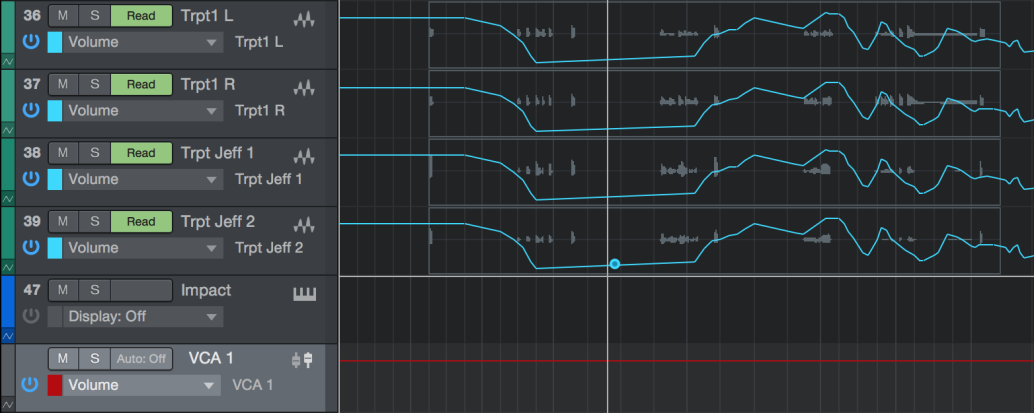 36 M S Read Trpt1 L
Volume Trpt1 L
37 M S Read Trpt1 R
Volume Trpt1 R
38 M S Read Trpt Jeff 1
Volume Trpt Jeff 1
39 M S Read Trpt Jeff 2
Volume Trpt Jeff 2
47 M S Impact
Display: Off
M S Auto: Off VCA 1
Volume VCA 1